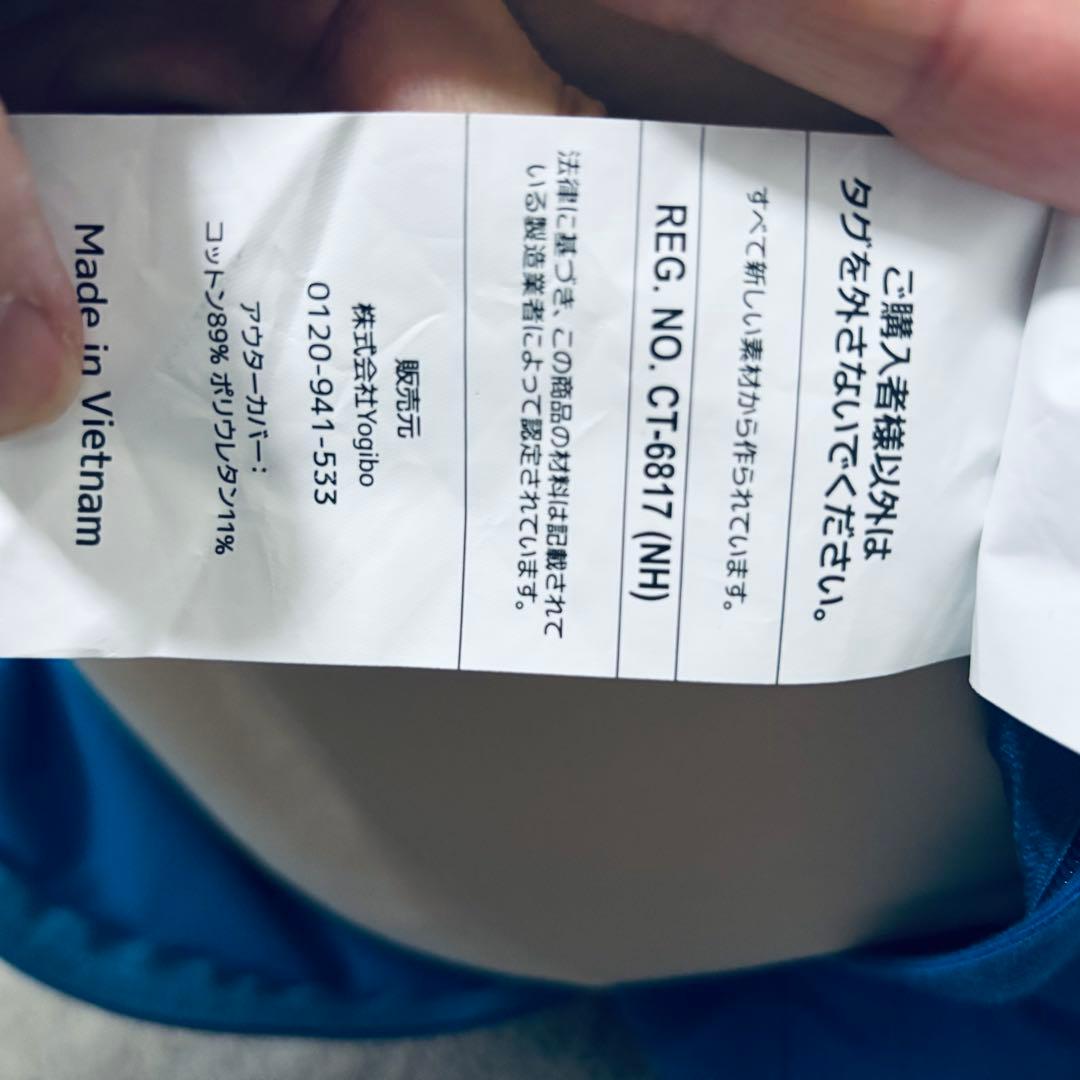 ご購入者様以外は
タグを外さないでください。
すべて新しい素材から作られています。
REG. NO. CT-6817 (NH)
法律に基づき、この商品の材料は記載されて
いる製造業者によって認定されています。
販売元
株式会社Yogibo
0120-941-533
アウターカバー：
コットン89% ポリウレタン11%
Made in Vietnam